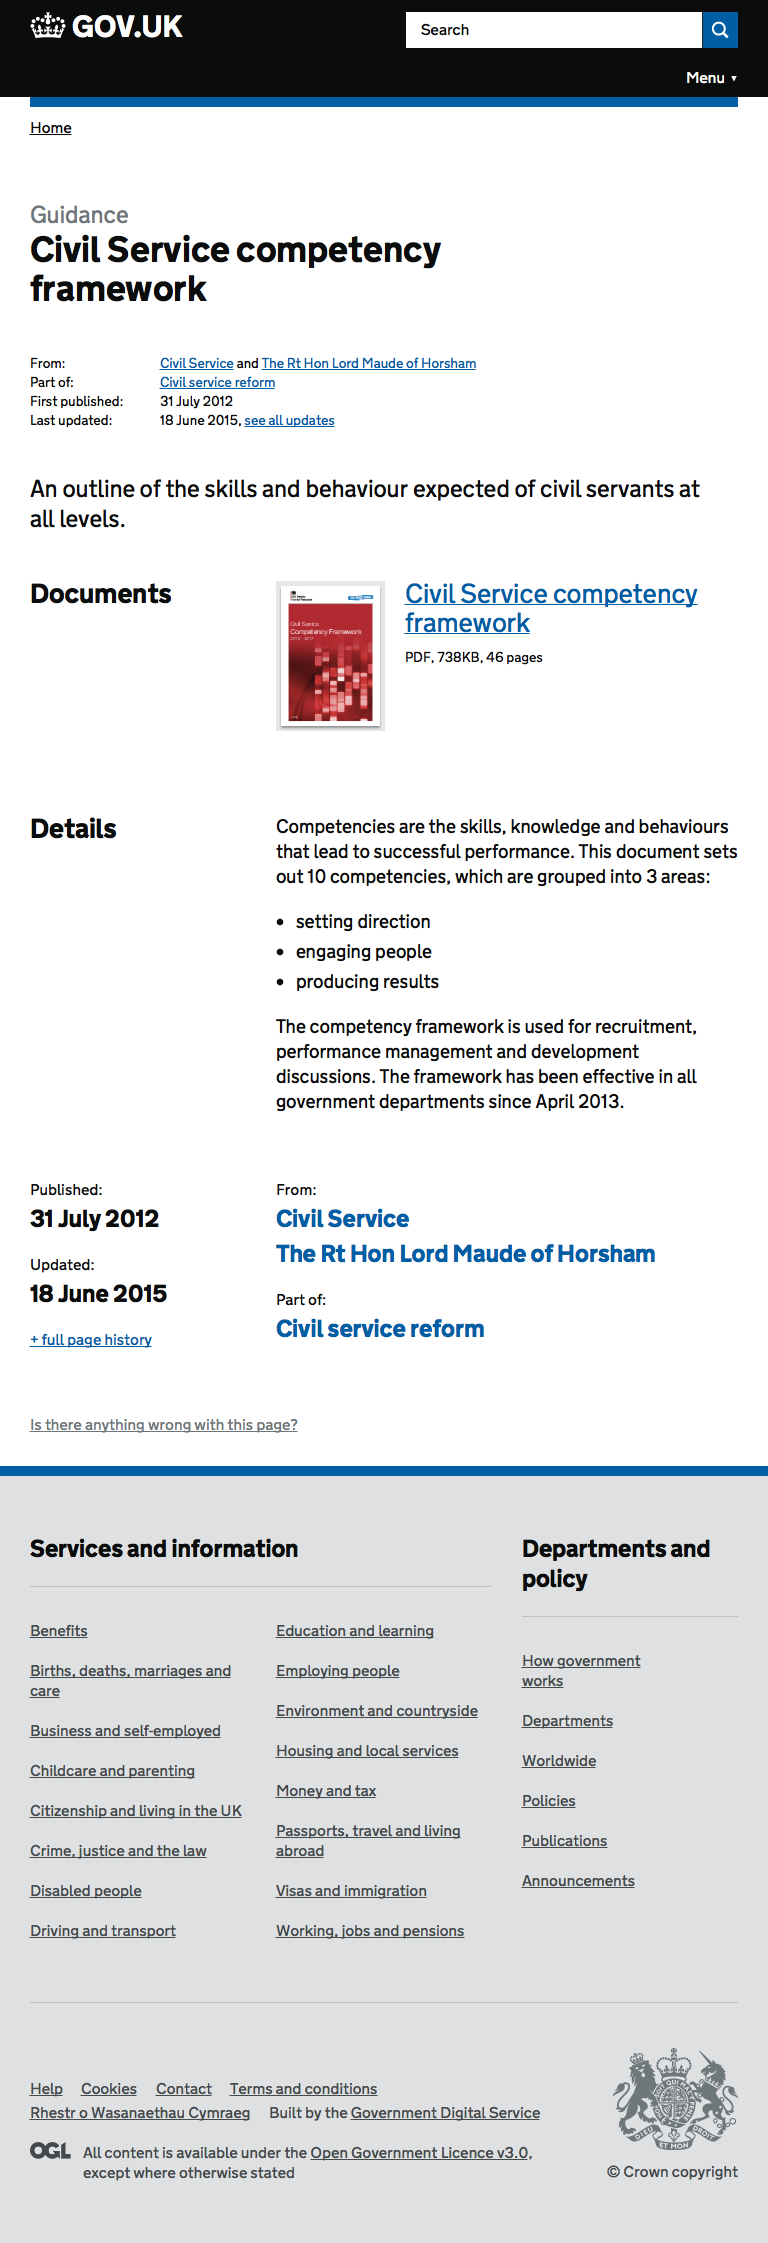 GOV.UK
Search
Menu ▼
Home
Guidance
Civil Service competency
framework
From: Civil Service and The Rt Hon Lord Maude of Horsham
Part of: Civil service reform
First published: 31 July 2012
Last updated: 18 June 2015, see all updates
An outline of the skills and behaviour expected of civil servants at
all levels.
Documents
Civil Service
Competency Framework
2012 - 2017
Civil Service competency
framework
PDF, 738KB, 46 pages
Details
Competencies are the skills, knowledge and behaviours
that lead to successful performance. This document sets
out 10 competencies, which are grouped into 3 areas:
• setting direction
• engaging people
• producing results
The competency framework is used for recruitment,
performance management and development
discussions. The framework has been effective in all
government departments since April 2013.
Published:
31 July 2012
Updated:
18 June 2015
+ full page history
From:
Civil Service
The Rt Hon Lord Maude of Horsham
Part of:
Civil service reform
Is there anything wrong with this page?
Services and information
Benefits
Births, deaths, marriages and
care
Business and self-employed
Childcare and parenting
Citizenship and living in the UK
Crime, justice and the law
Disabled people
Driving and transport
Education and learning
Employing people
Environment and countryside
Housing and local services
Money and tax
Passports, travel and living
abroad
Visas and immigration
Working, jobs and pensions
Departments and
policy
How government
works
Departments
Worldwide
Policies
Publications
Announcements
Help Cookies Contact Terms and conditions
Rhestr o Wasanaethau Cymraeg Built by the Government Digital Service
OGL All content is available under the Open Government Licence v3.0,
except where otherwise stated
DIEU ET MON DROIT
© Crown copyright